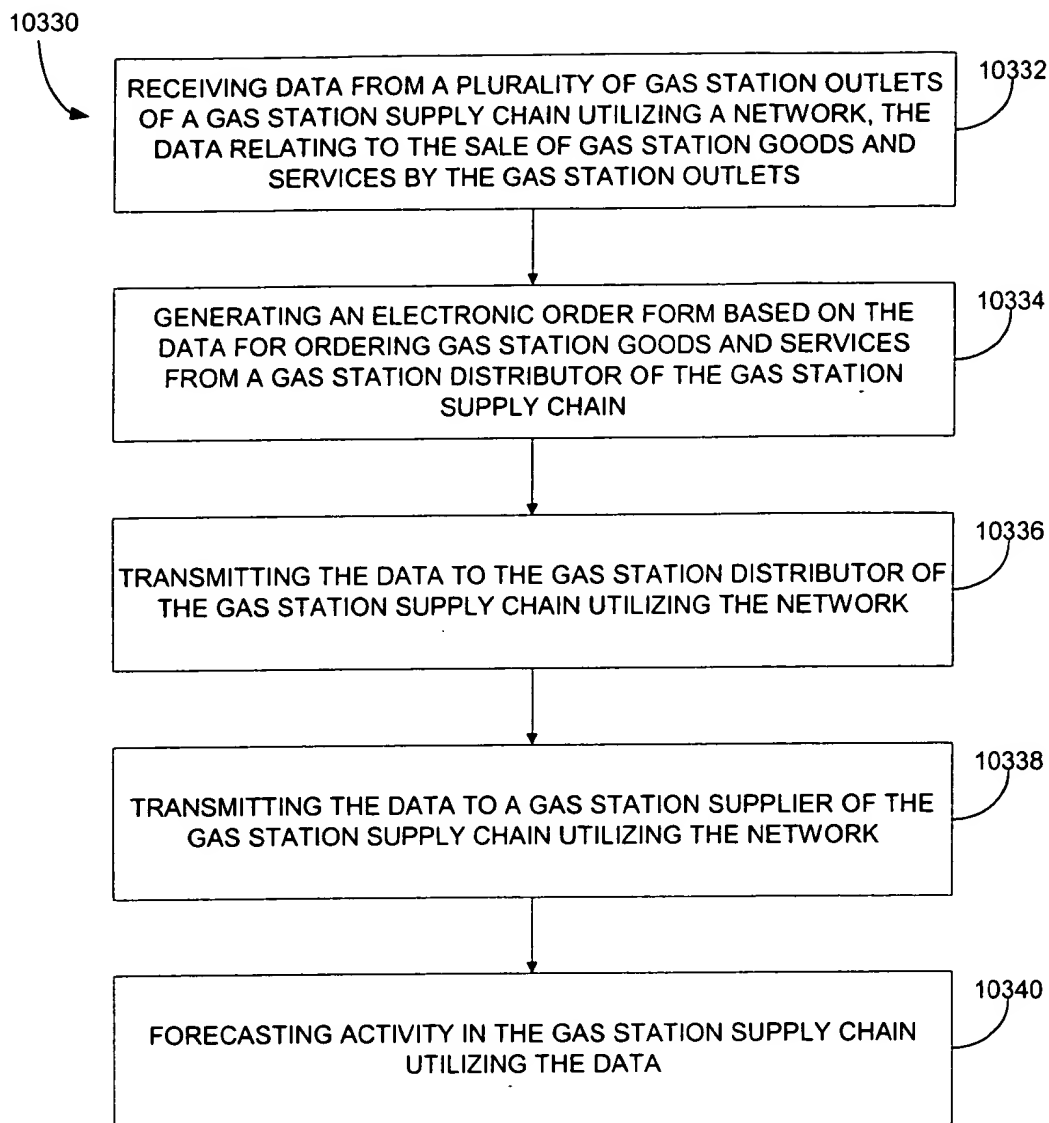 10330
RECEIVING DATA FROM A PLURALITY OF GAS STATION OUTLETS
OF A GAS STATION SUPPLY CHAIN UTILIZING A NETWORK, THE
DATA RELATING TO THE SALE OF GAS STATION GOODS AND
SERVICES BY THE GAS STATION OUTLETS
10332
GENERATING AN ELECTRONIC ORDER FORM BASED ON THE
DATA FOR ORDERING GAS STATION GOODS AND SERVICES
FROM A GAS STATION DISTRIBUTOR OF THE GAS STATION
SUPPLY CHAIN
10334
TRANSMITTING THE DATA TO THE GAS STATION DISTRIBUTOR OF
THE GAS STATION SUPPLY CHAIN UTILIZING THE NETWORK
10336
TRANSMITTING THE DATA TO A GAS STATION SUPPLIER OF THE
GAS STATION SUPPLY CHAIN UTILIZING THE NETWORK
10338
FORECASTING ACTIVITY IN THE GAS STATION SUPPLY CHAIN
UTILIZING THE DATA
10340